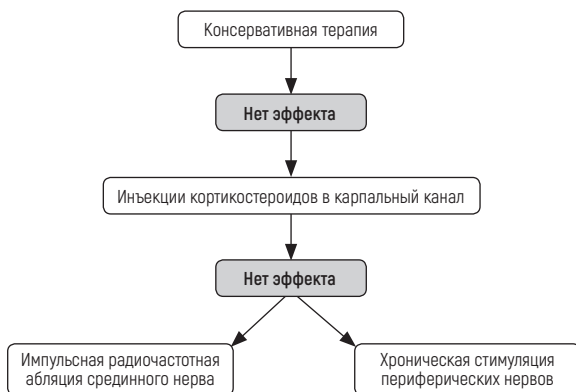 Консервативная терапия
Нет эффекта
Инъекции кортикостероидов в карпальный канал
Нет эффекта
Импульсная радиочастотная
абляция срединного нерва
Хроническая стимуляция
периферических нервов